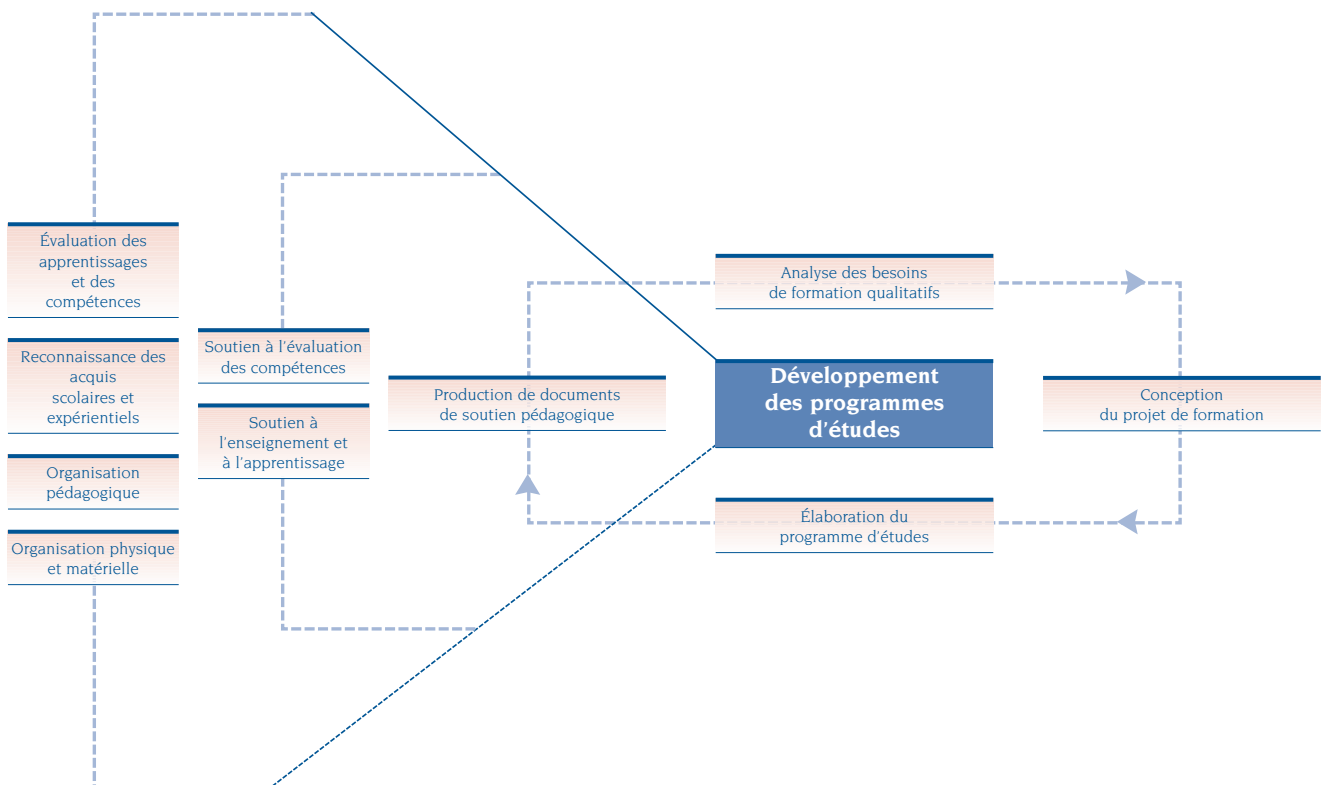 Évaluation des
apprentissages
et des
compétences
Reconnaissance des
acquis
scolaires et
expérientiels
Organisation
pédagogique
Organisation physique
et matérielle
Soutien à l'évaluation
des compétences
Soutien à
l'enseignement et
à l'apprentissage
Production de documents
de soutien pédagogique
Analyse des besoins
de formation qualitatifs
Développement
des programmes
d'études
Élaboration du
programme d'études
Conception
du projet de formation